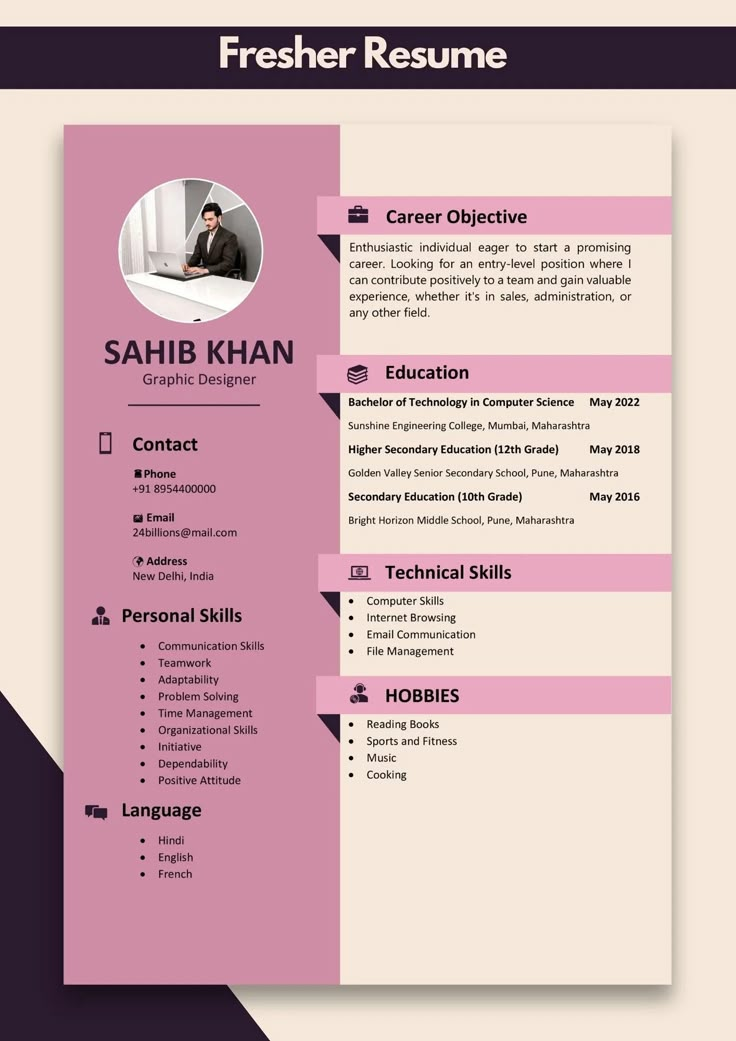 Fresher Resume
SAHIB KHAN
Graphic Designer
Contact
Phone
+91 8954400000
Email
24billions@mail.com
Address
New Delhi, India
Personal Skills
• Communication Skills
• Teamwork
• Adaptability
• Problem Solving
• Time Management
• Organizational Skills
• Initiative
• Dependability
• Positive Attitude
Language
• Hindi
• English
• French
Career Objective
Enthusiastic individual eager to start a promising
career. Looking for an entry-level position where I
can contribute positively to a team and gain valuable
experience, whether it's in sales, administration, or
any other field.
Education
Bachelor of Technology in Computer Science May 2022
Sunshine Engineering College, Mumbai, Maharashtra
Higher Secondary Education (12th Grade) May 2018
Golden Valley Senior Secondary School, Pune, Maharashtra
Secondary Education (10th Grade) May 2016
Bright Horizon Middle School, Pune, Maharashtra
Technical Skills
• Computer Skills
• Internet Browsing
• Email Communication
• File Management
HOBBIES
• Reading Books
• Sports and Fitness
• Music
• Cooking